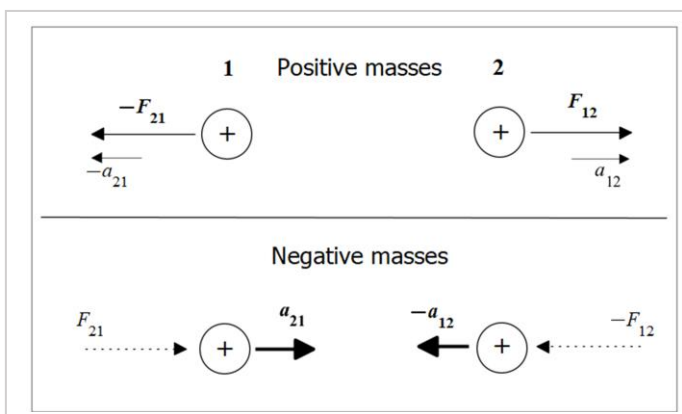 1 Positive masses 2
−F₂₁ + + F₁₂
−a₂₁ a₁₂
Negative masses
F₂₁ + a₂₁ −a₁₂ + −F₁₂